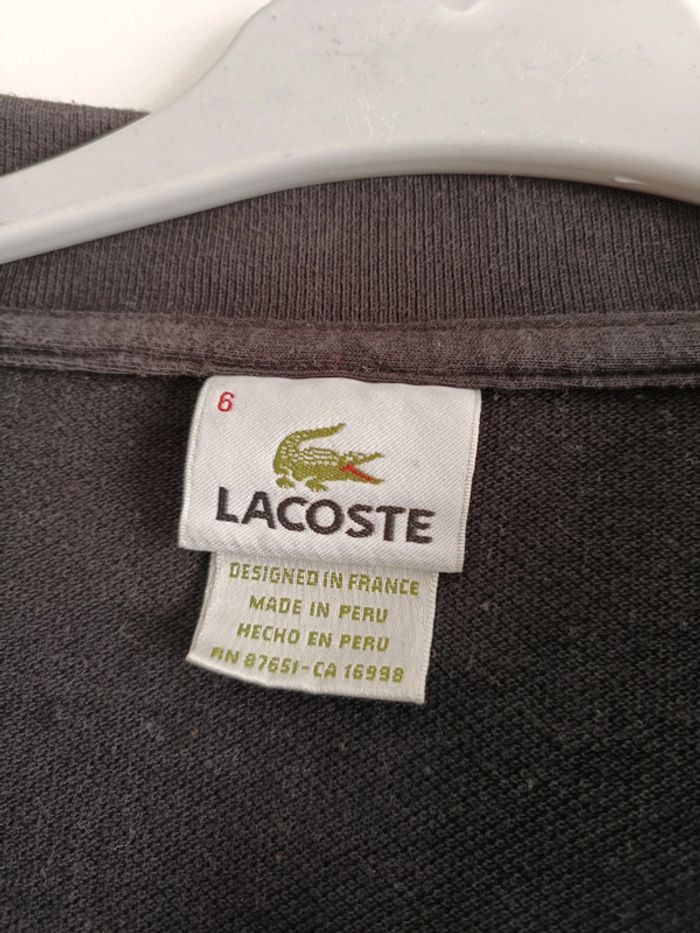 6
LACOSTE
DESIGNED IN FRANCE
MADE IN PERU
HECHO EN PERU
RN 87651-CA 16998